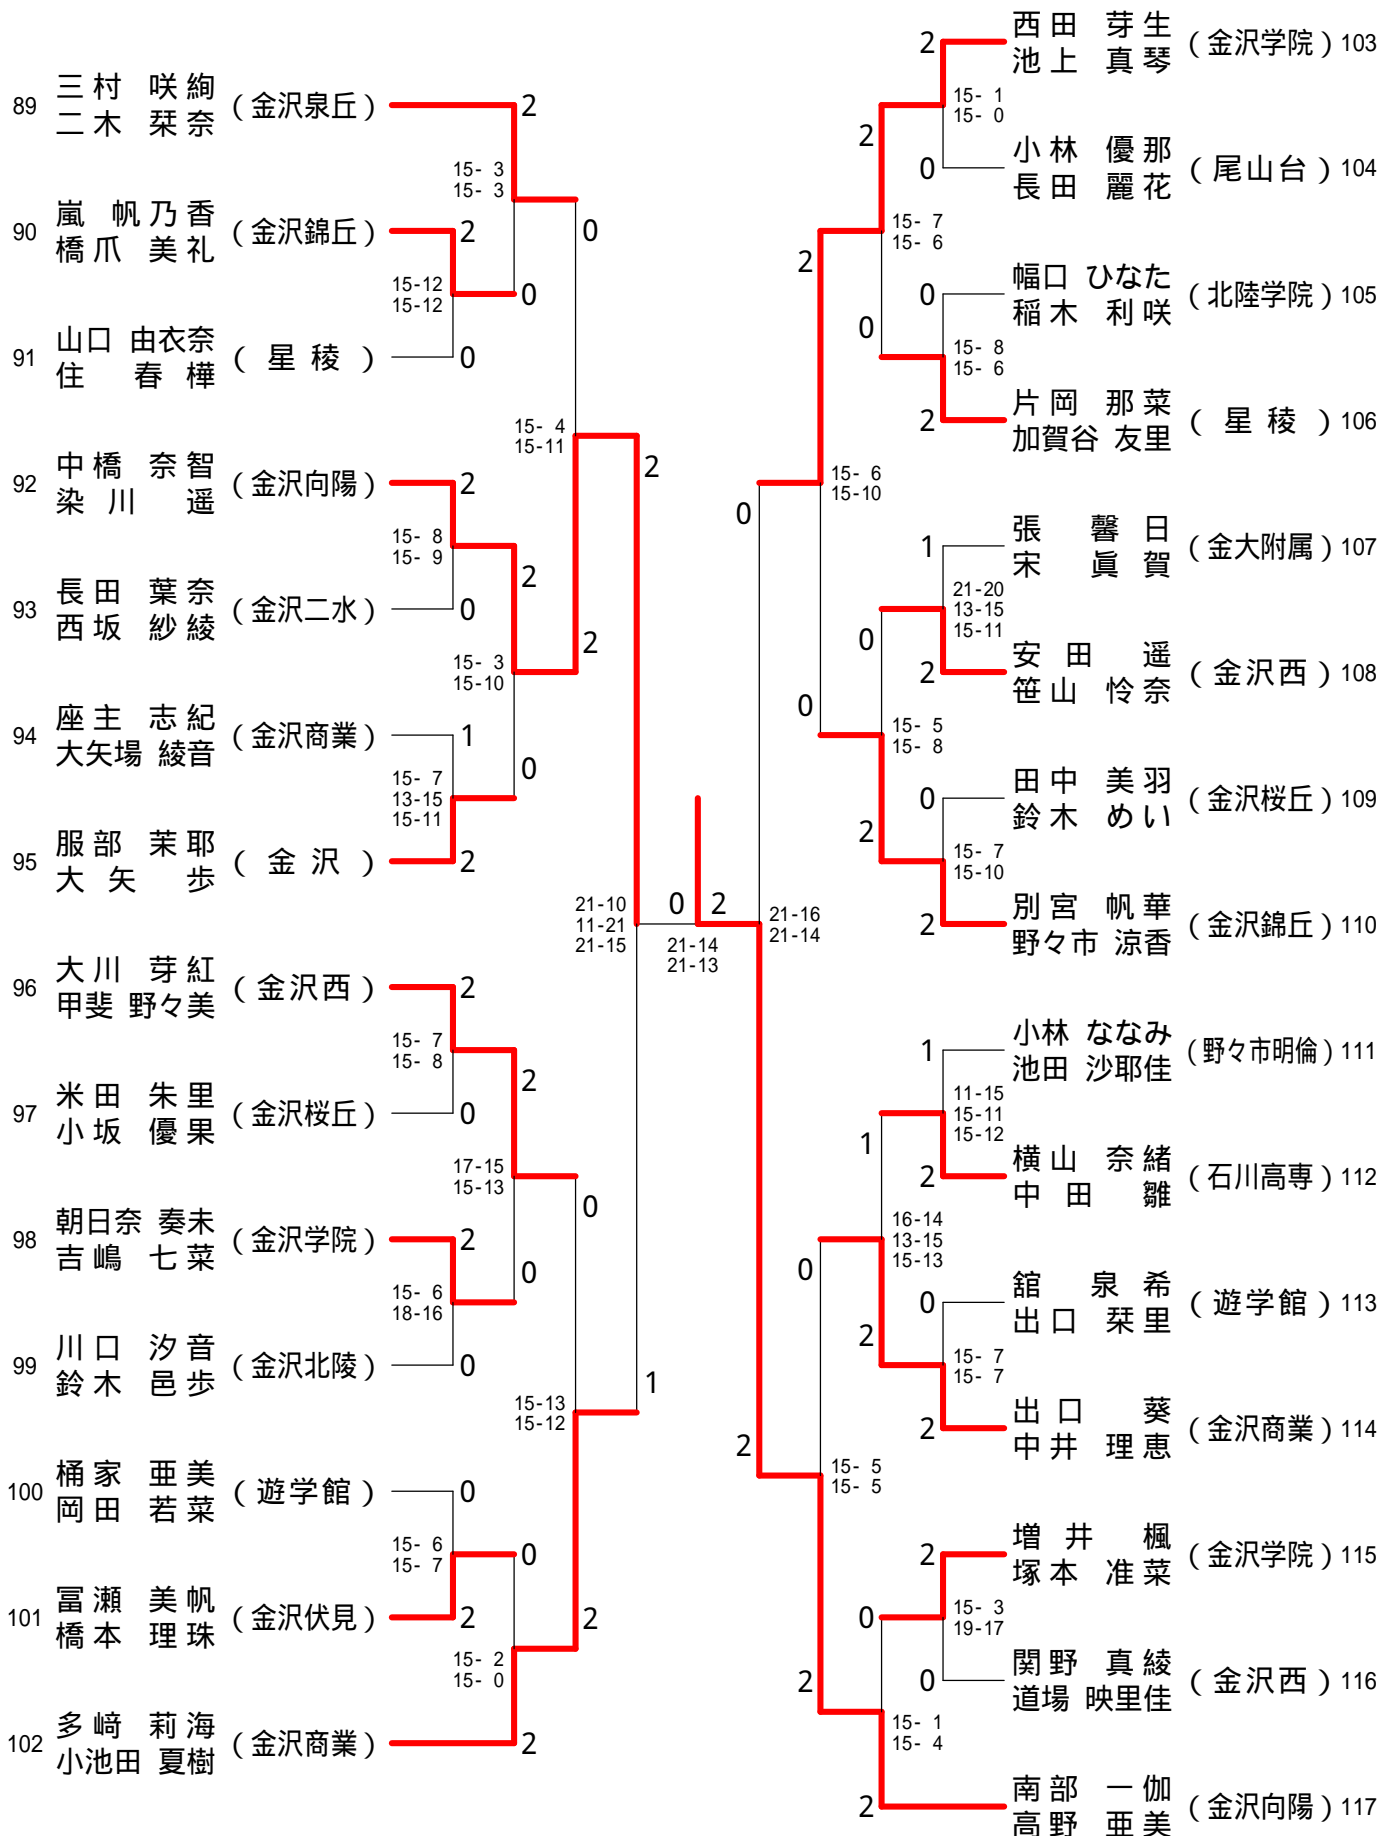 89 三村 咲絢 (金沢泉丘) 2
二木 栞奈
15- 3
15- 3
0
90 嵐 帆乃香 (金沢錦丘) 2
橋爪 美礼
15-12
15-12
0
91 山口 由衣奈 (星稜) 0
住 春樺
15- 4
15-11
2
92 中橋 奈智 (金沢向陽) 2
染川 遥
15- 8
15- 9
2
93 長田 葉奈 (金沢二水) 0
西坂 紗綾
15- 3
15-10
2
94 座主 志紀 (金沢商業) 1
大矢場 綾音
15- 7
13-15
15-11
0
95 服部 茉耶 (金沢) 2
大矢 歩
21-10
11-21
21-15
0 2
21-14
21-13
96 大川 芽紅 (金沢西) 2
甲斐 野々美
15- 7
15- 8
2
97 米田 朱里 (金沢桜丘) 0
小坂 優果
17-15
15-13
0
98 朝日奈 奏未 (金沢学院) 2
吉嶋 七菜
15- 6
18-16
0
99 川口 汐音 (金沢北陵) 0
鈴木 邑歩
15-13
15-12
1
100 桶家 亜美 (遊学館) 0
岡田 若菜
15- 6
15- 7
0
101 冨瀬 美帆 (金沢伏見) 2
橋本 理珠
2
15- 2
15- 0
102 多﨑 莉海 (金沢商業) 2
小池田 夏樹
2 西田 芽生 (金沢学院) 103
池上 真琴
15- 1
15- 0
2
0 小林 優那 (尾山台) 104
長田 麗花
15- 7
15- 6
2
0 幅口 ひなた (北陸学院) 105
稲木 利咲
0
15- 8
15- 6
2 片岡 那菜 (星稜) 106
加賀谷 友里
15- 6
15-10
0
1 張 馨日 (金大附属) 107
宋 眞賀
21-20
13-15
15-11
0
2 安田 遥 (金沢西) 108
笹山 怜奈
0
15- 5
15- 8
0 田中 美羽 (金沢桜丘) 109
鈴木 めい
2
15- 7
15-10
2 別宮 帆華 (金沢錦丘) 110
野々市 涼香
21-16
21-14
1 小林 ななみ (野々市明倫) 111
池田 沙耶佳
11-15
15-11
15-12
1
2 横山 奈緒 (石川高専) 112
中田 雛
16-14
13-15
15-13
0
0 舘 泉希 (遊学館) 113
出口 栞里
2
15- 7
15- 7
2 出口 葵 (金沢商業) 114
中井 理恵
2
15- 5
15- 5
2 増井 楓 (金沢学院) 115
塚本 准菜
0
15- 3
19-17
0 関野 真綾 (金沢西) 116
道場 映里佳
2
15- 1
15- 4
2 南部 一伽 (金沢向陽) 117
高野 亜美